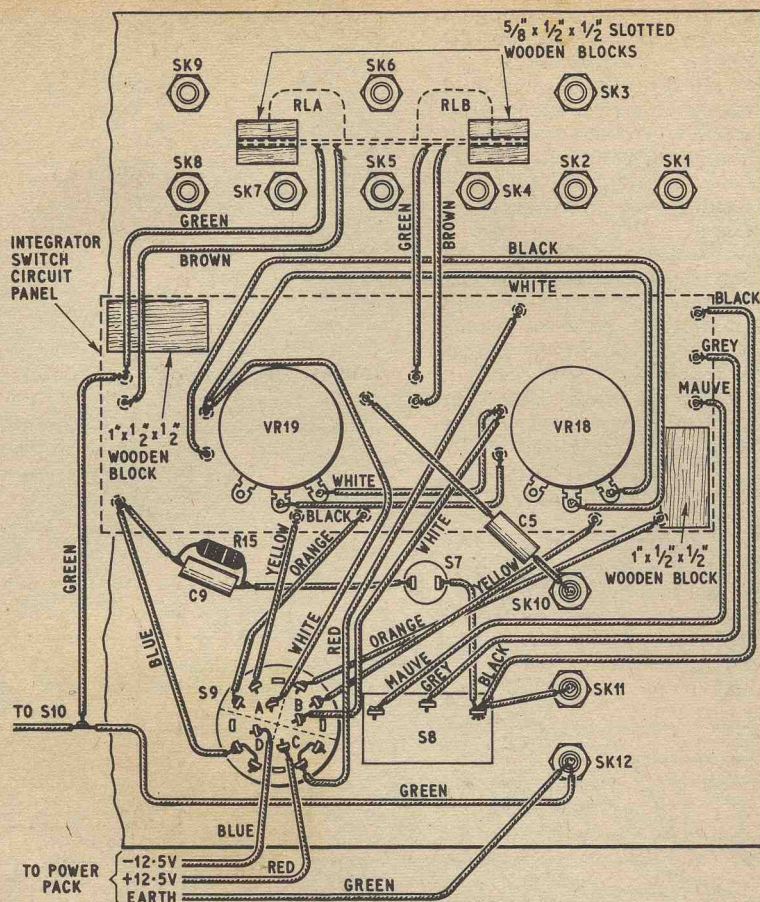 5/8" x 1/2" x 1/2" SLOTTED
WOODEN BLOCKS
SK9
SK6
SK3
RLA
RLB
SK8
SK7
SK5
SK4
SK2
SK1
GREEN
BROWN
GREEN
BROWN
BLACK
WHITE
INTEGRATOR
SWITCH
CIRCUIT
PANEL
BLACK
GREY
MAUVE
VR19
VR18
1" x 1/2" x 1/2"
WOODEN
BLOCK
WHITE
BLACK
C5
1" x 1/2" x 1/2"
WOODEN BLOCK
R15
C9
YELLOW
ORANGE
WHITE
S7
YELLOW
SK10
GREEN
BLUE
WHITE
RED
ORANGE
MAUVE
GREY
BLACK
S9
A
B
C
D
SK11
TO S10
S8
SK12
GREEN
BLUE
RED
TO POWER
PACK
-12·5V
+12·5V
EARTH
GREEN